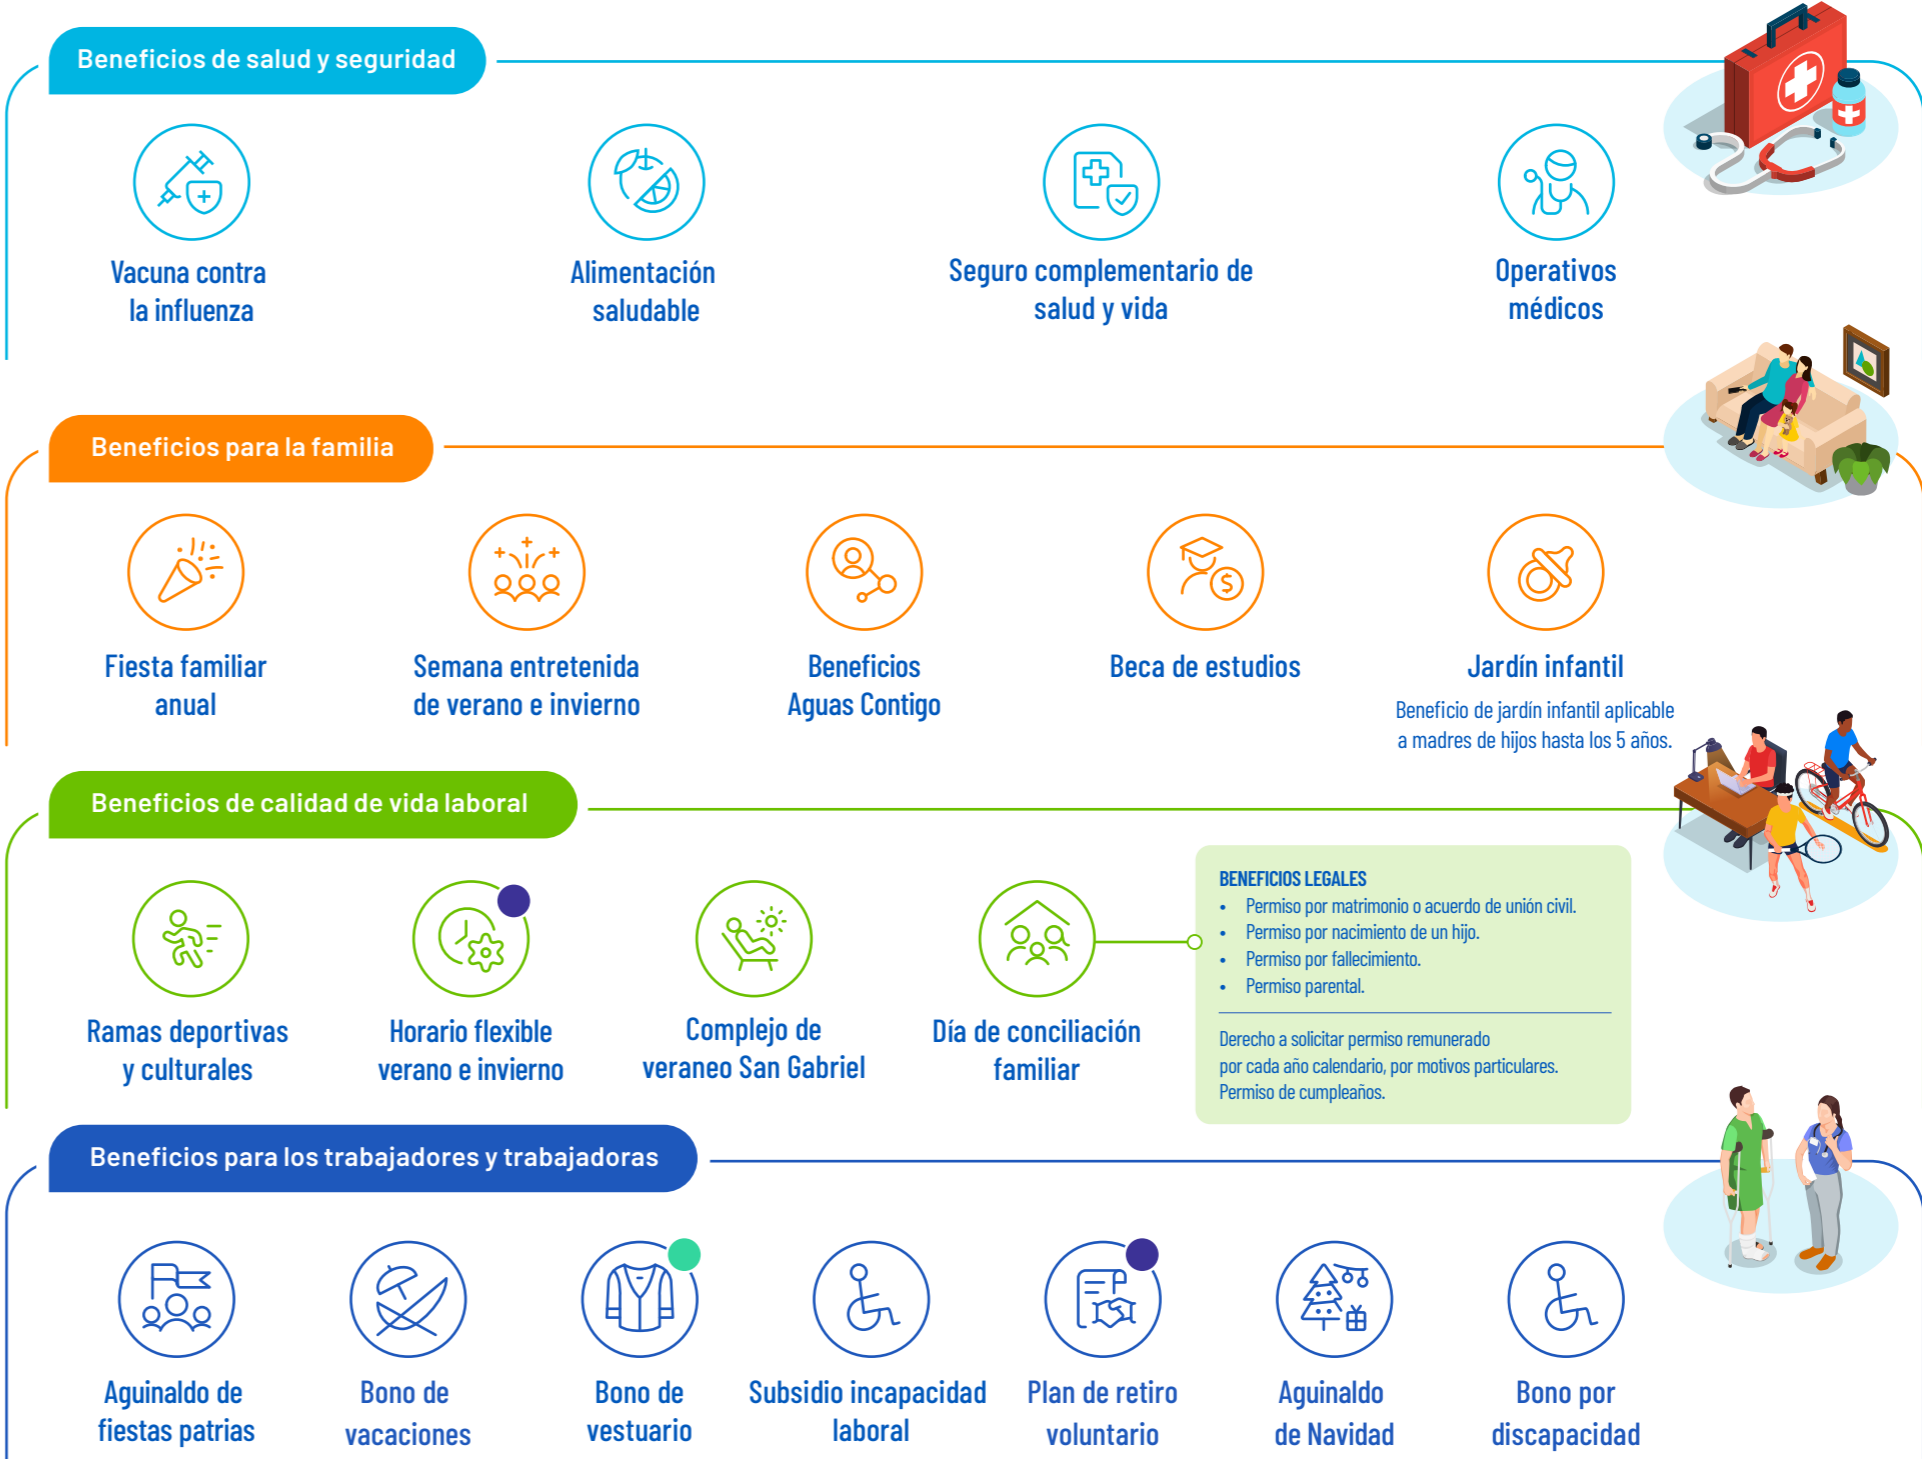 Beneficios de salud y seguridad
Vacuna contra
la influenza
Alimentación
saludable
Seguro complementario de
salud y vida
Operativos
médicos
Beneficios para la familia
Fiesta familiar
anual
Semana entretenida
de verano e invierno
Beneficios
Aguas Contigo
Beca de estudios
Jardín infantil
Beneficio de jardín infantil aplicable
a madres de hijos hasta los 5 años.
Beneficios de calidad de vida laboral
Ramas deportivas
y culturales
Horario flexible
verano e invierno
Complejo de
veraneo San Gabriel
Día de conciliación
familiar
BENEFICIOS LEGALES
• Permiso por matrimonio o acuerdo de unión civil.
• Permiso por nacimiento de un hijo.
• Permiso por fallecimiento.
• Permiso parental.
Derecho a solicitar permiso remunerado
por cada año calendario, por motivos particulares.
Permiso de cumpleaños.
Beneficios para los trabajadores y trabajadoras
Aguinaldo de
fiestas patrias
Bono de
vacaciones
Bono de
vestuario
Subsidio incapacidad
laboral
Plan de retiro
voluntario
Aguinaldo
de Navidad
Bono por
discapacidad